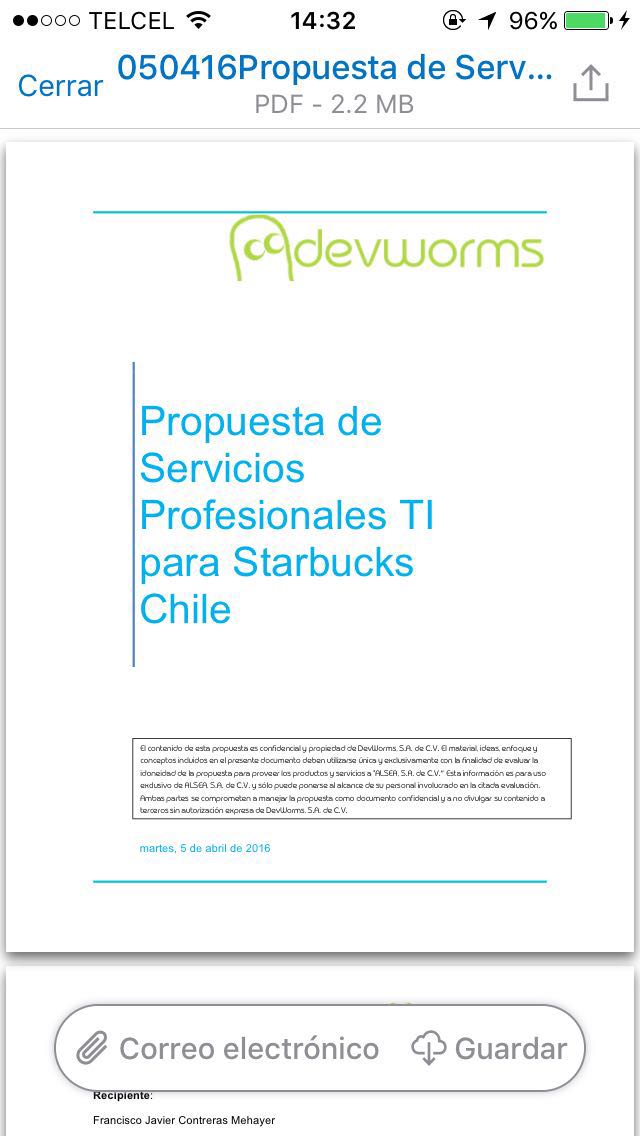 TELCEL 14:32 96%
Cerrar 050416Propuesta de Serv...
PDF - 2.2 MB
devworms
Propuesta de
Servicios
Profesionales TI
para Starbucks
Chile
El contenido de esta propuesta es confidencial y propiedad de DevWorms, S.A. de C.V. El material, ideas, enfoque y
conceptos incluidos en el presente documento deben utilizarse única y exclusivamente con la finalidad de evaluar la
idoneidad de la propuesta para proveer los productos y servicios a "ALSEA, S.A. de C.V." Esta información es para uso
exclusivo de ALSEA, S.A. de C.V. y sólo puede ponerse al alcance de su personal involucrado en la citada evaluación.
Ambas partes se comprometen a manejar la propuesta como documento confidencial y a no divulgar su contenido a
terceros sin autorización expresa de DevWorms, S.A. de C.V.
martes, 5 de abril de 2016
Correo electrónico Guardar
Recipiente:
Francisco Javier Contreras Mehayer